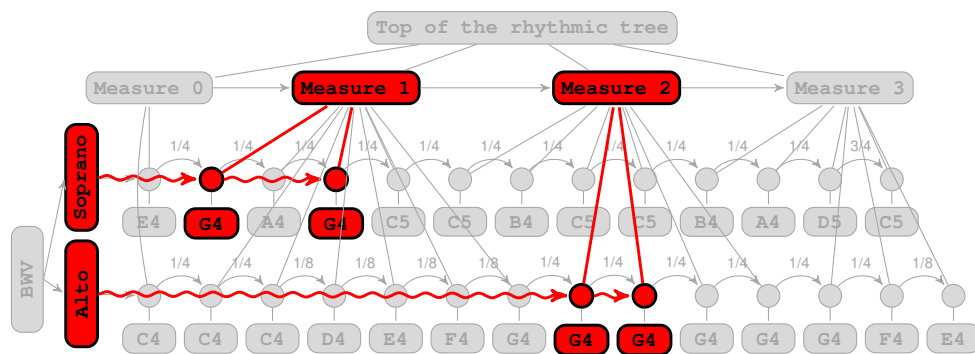 Top of the rhythmic tree
Measure 0 Measure 1 Measure 2 Measure 3
Soprano
1/4 1/4 1/4 1/4 1/4 1/4 1/4 1/4 1/4 1/4 1/4 3/4
E4 G4 A4 G4 C5 C5 B4 C5 C5 B4 A4 D5 C5
BWV
Alto
1/4 1/4 1/8 1/8 1/8 1/8 1/4 1/4 1/4 1/4 1/4 1/8 1/8
C4 C4 C4 D4 E4 F4 G4 G4 G4 G4 G4 G4 F4 E4